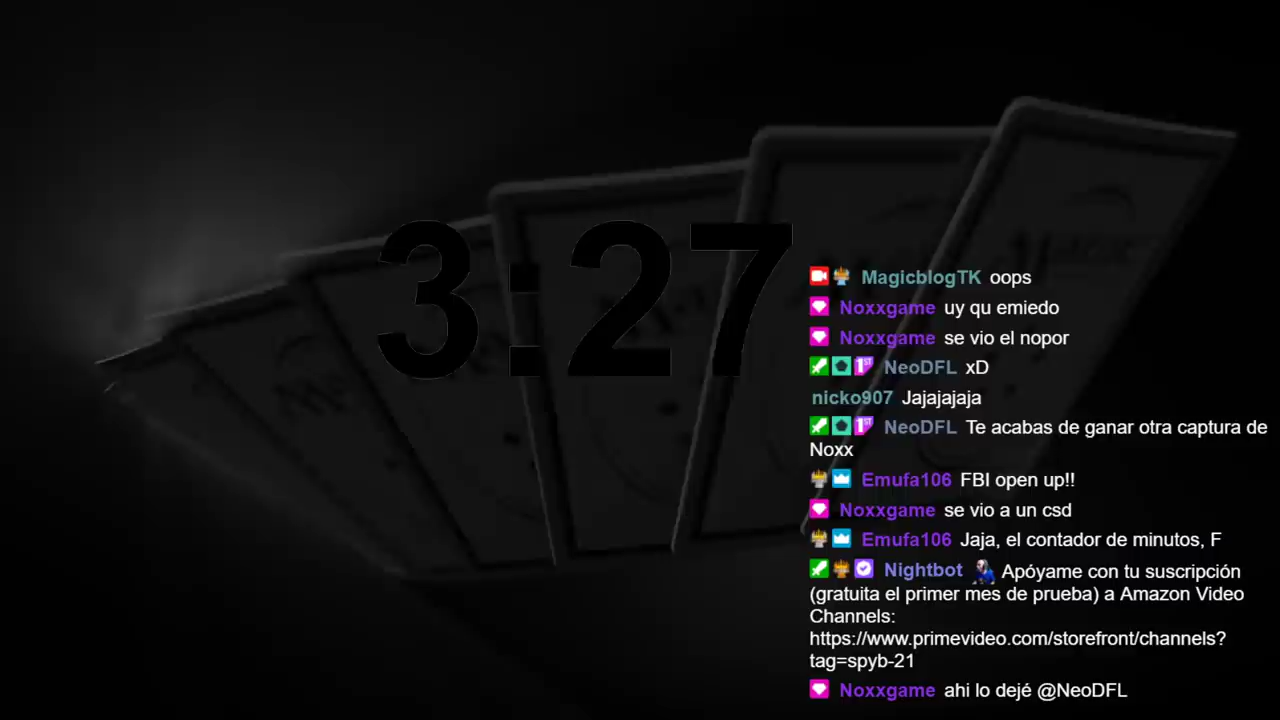 3:27
MagicblogTK oops
Noxxgame uy qu emiedo
Noxxgame se vio el nopor
NeoDFL xD
nicko907 Jajajajaja
1ST NeoDFL Te acabas de ganar otra captura de
Noxx
Emufa106 FBI open up!!
Noxxgame se vio a un csd
Emufa106 Jaja, el contador de minutos, F
Nightbot Apóyame con tu suscripción
(gratuita el primer mes de prueba) a Amazon Video
Channels:
https://www.primevideo.com/storefront/channels?
tag=spyb-21
Noxxgame ahi lo dejé @NeoDFL